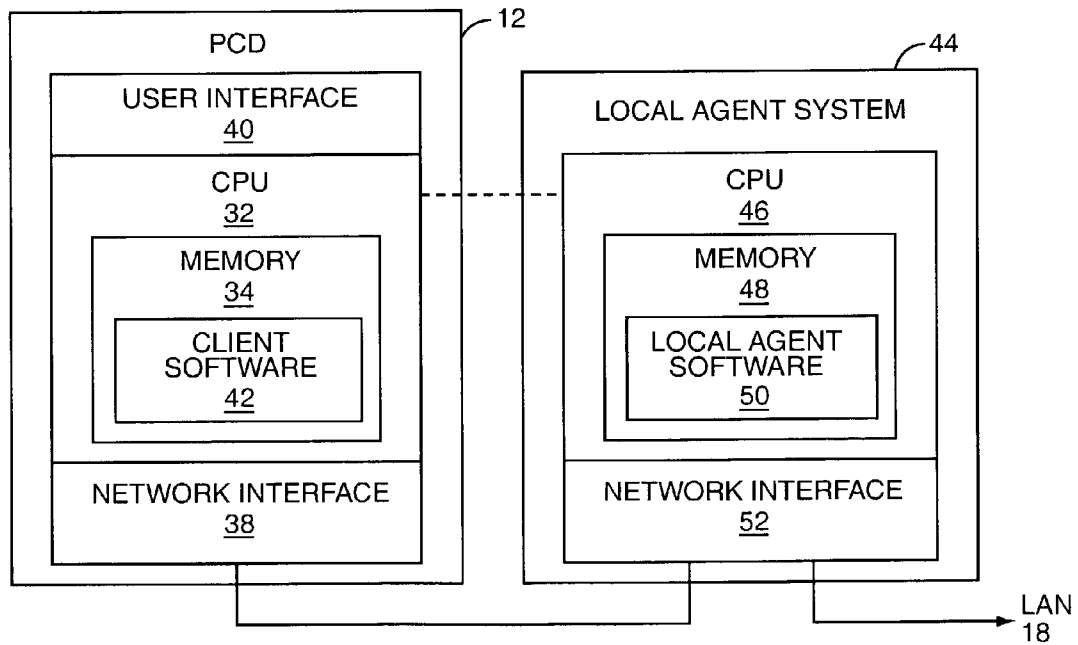 12
PCD
USER INTERFACE
40
CPU
32
MEMORY
34
CLIENT
SOFTWARE
42
NETWORK INTERFACE
38
44
LOCAL AGENT SYSTEM
CPU
46
MEMORY
48
LOCAL AGENT
SOFTWARE
50
NETWORK INTERFACE
52
LAN
18